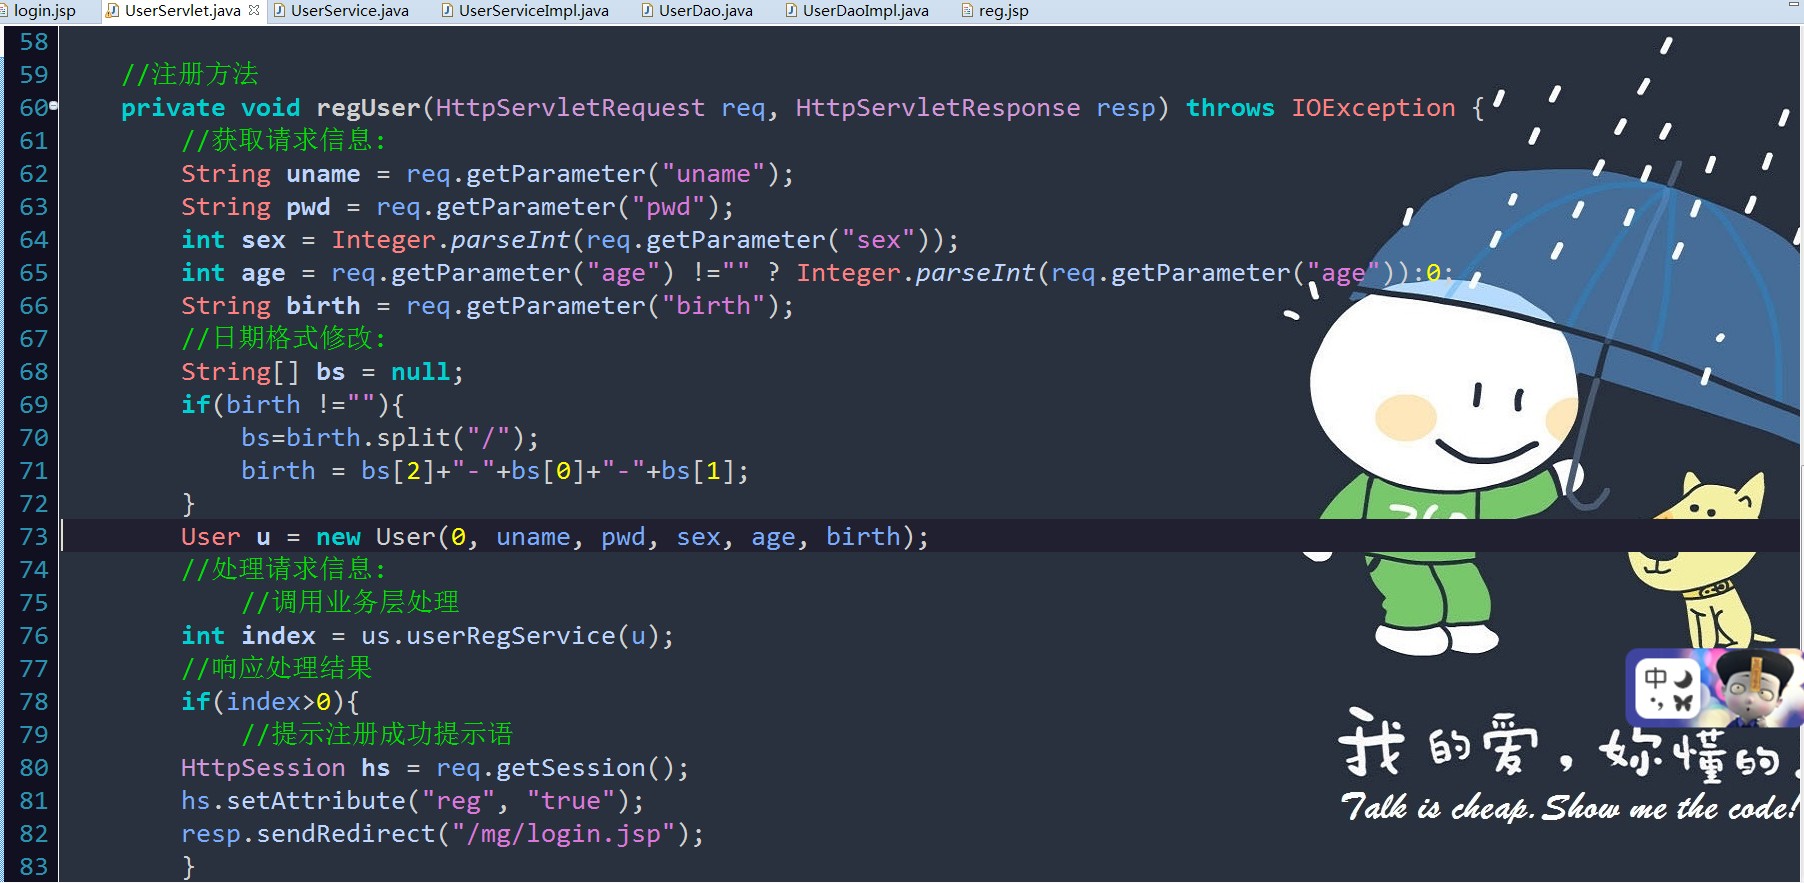 login.jsp UserServlet.java UserService.java UserServiceImpl.java UserDao.java UserDaoImpl.java reg.jsp
58
59 //注册方法
60 private void regUser(HttpServletRequest req, HttpServletResponse resp) throws IOException {
61 //获取请求信息:
62 String uname = req.getParameter("uname");
63 String pwd = req.getParameter("pwd");
64 int sex = Integer.parseInt(req.getParameter("sex"));
65 int age = req.getParameter("age") !="" ? Integer.parseInt(req.getParameter("age")):0;
66 String birth = req.getParameter("birth");
67 //日期格式修改:
68 String[] bs = null;
69 if(birth !=""){
70 bs=birth.split("/");
71 birth = bs[2]+"-"+bs[0]+"-"+bs[1];
72 }
73 User u = new User(0, uname, pwd, sex, age, birth);
74 //处理请求信息:
75 //调用业务层处理
76 int index = us.userRegService(u);
77 //响应处理结果
78 if(index>0){
79 //提示注册成功提示语
80 HttpSession hs = req.getSession();
81 hs.setAttribute("reg", "true");
82 resp.sendRedirect("/mg/login.jsp");
83 }
中
我的爱，妳懂的.
Talk is cheap. Show me the code!